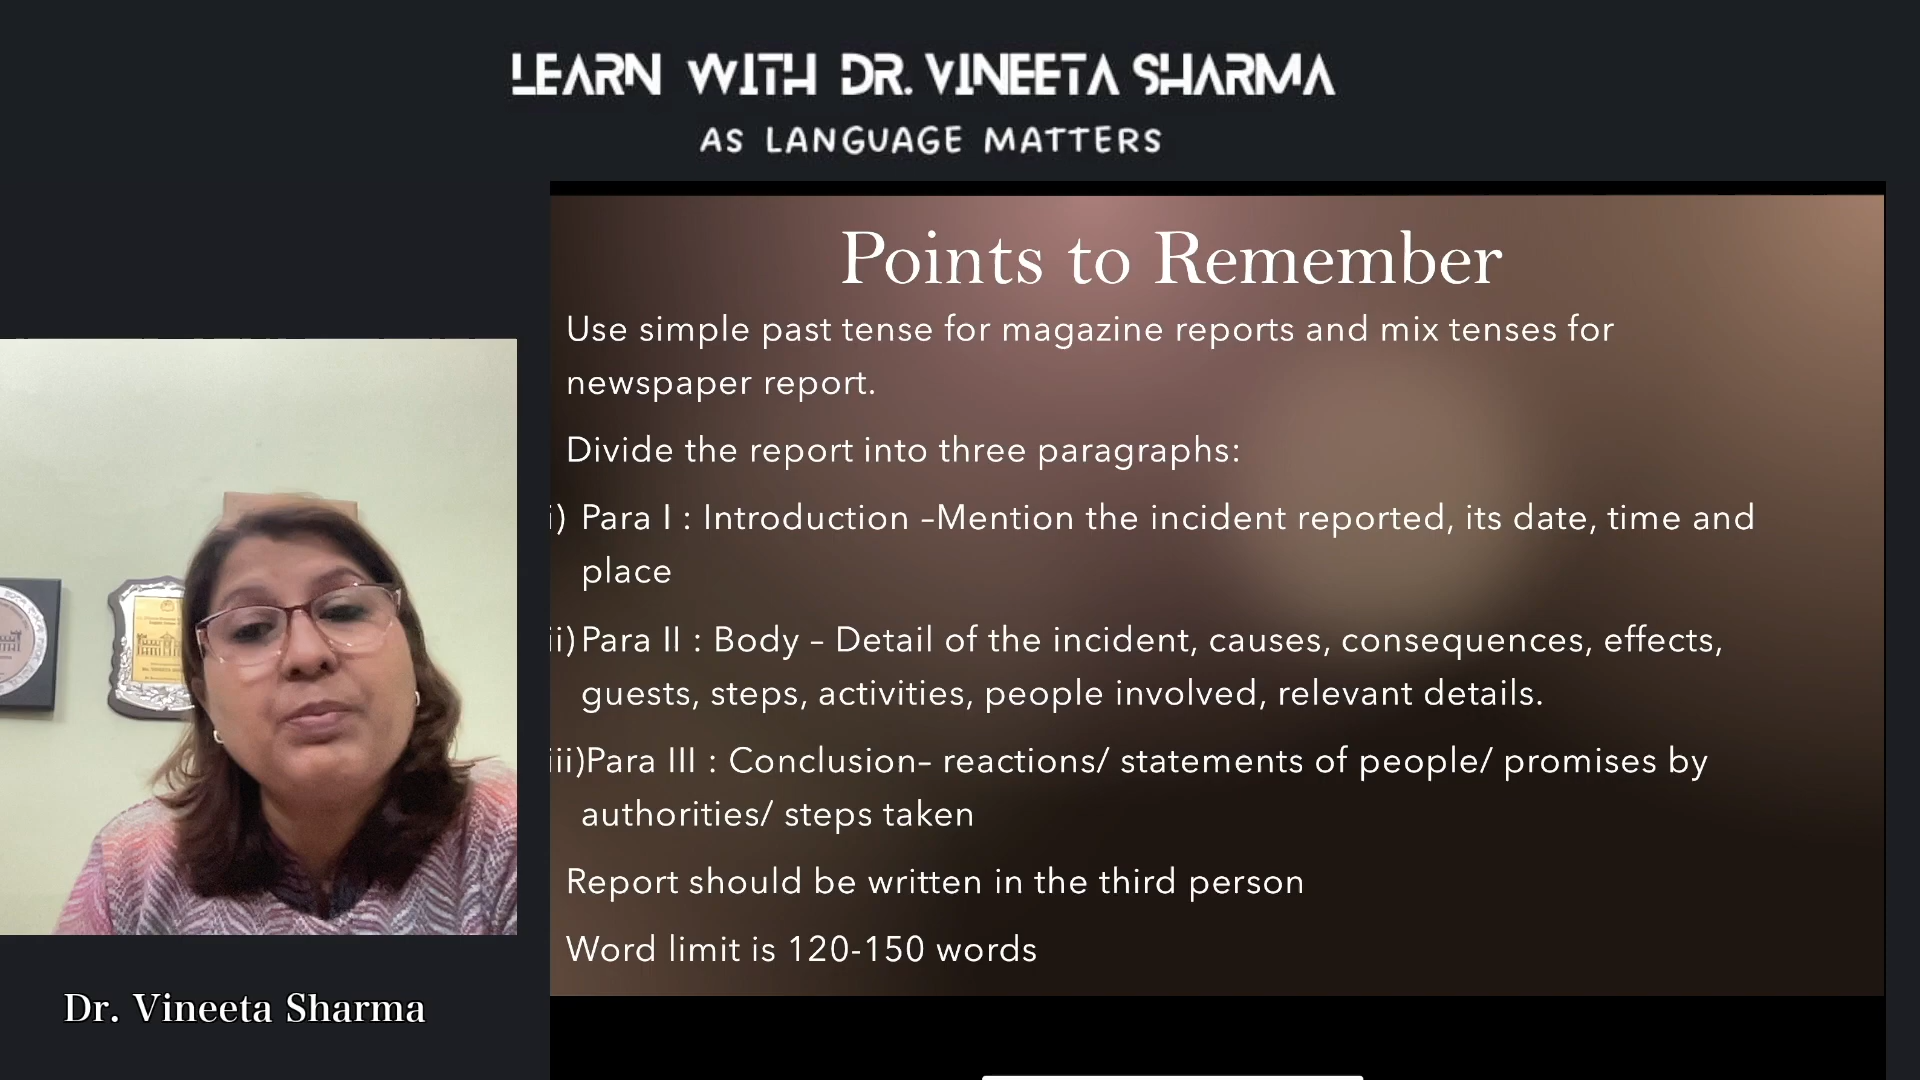 LEARN WITH DR. VINEETA SHARMA
AS LANGUAGE MATTERS
Points to Remember
Use simple past tense for magazine reports and mix tenses for
newspaper report.
Divide the report into three paragraphs:
i) Para I : Introduction –Mention the incident reported, its date, time and
place
ii) Para II : Body – Detail of the incident, causes, consequences, effects,
guests, steps, activities, people involved, relevant details.
iii)Para III : Conclusion– reactions/ statements of people/ promises by
authorities/ steps taken
Report should be written in the third person
Word limit is 120-150 words
Dr. Vineeta Sharma